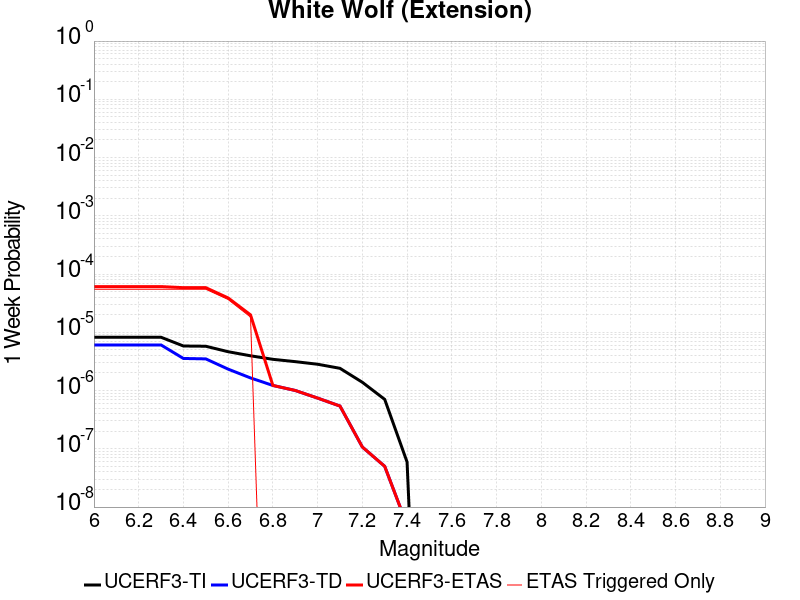 White Wolf (Extension)
1 Week Probability
10^0
10^-1
10^-2
10^-3
10^-4
10^-5
10^-6
10^-7
10^-8
6 6.2 6.4 6.6 6.8 7 7.2 7.4 7.6 7.8 8 8.2 8.4 8.6 8.8 9
Magnitude
UCERF3-TI UCERF3-TD UCERF3-ETAS ETAS Triggered Only